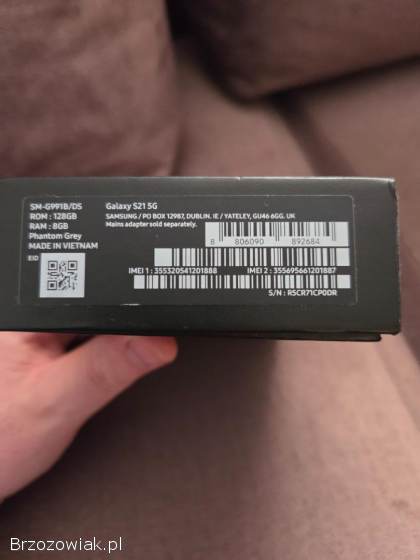 SM-G991B/DS
ROM : 128GB
RAM : 8GB
Phantom Grey
MADE IN VIETNAM
EID
Galaxy S21 5G
SAMSUNG / PO BOX 12987, DUBLIN. IE / YATELEY, GU46 6GG. UK
Mains adapter sold separately.
8 806090 892684
IMEI 1 : 355320541201888
IMEI 2 : 355695661201887
S/N : R5CR71CP0DR
Brzozowiak.pl